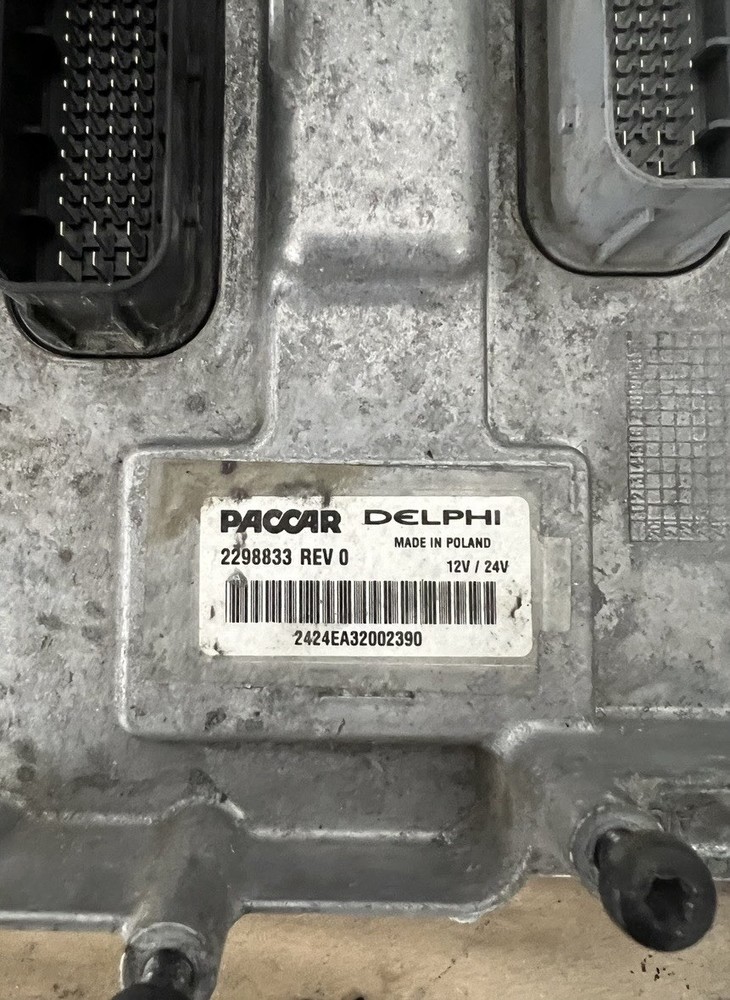 PACCAR DELPHI
MADE IN POLAND
2298833 REV 0
12V / 24V
2424EA32002390